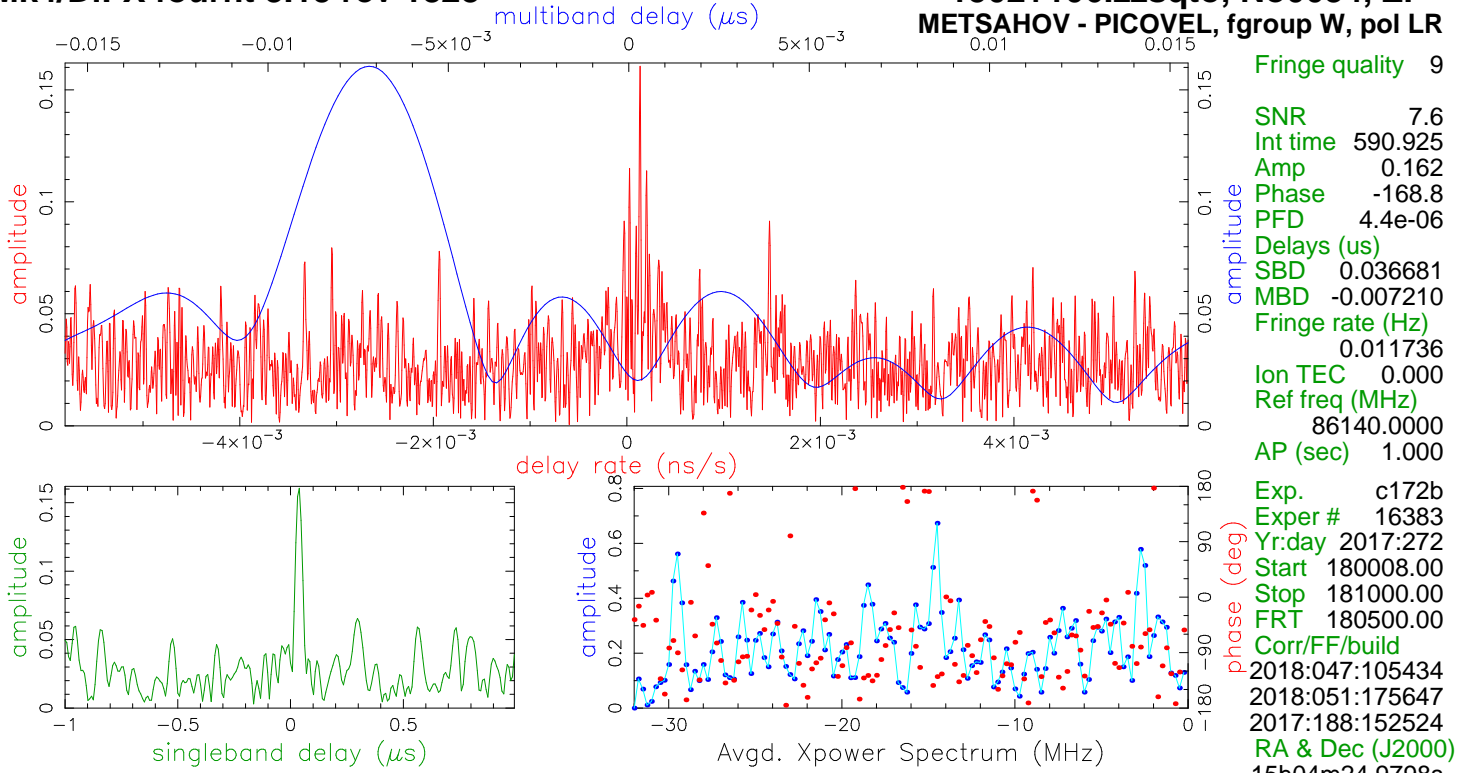 multiband delay (μs)
METSAHOV - PICOVEL, fgroup W, pol LR
−0.015 −0.01 −5×10⁻³ 0 5×10⁻³ 0.01 0.015
amplitude
0 0.05 0.1 0.15
amplitude
0 0.05 0.1 0.15
−4×10⁻³ −2×10⁻³ 0 2×10⁻³ 4×10⁻³
delay rate (ns/s)
Fringe quality 9
SNR 7.6
Int time 590.925
Amp 0.162
Phase -168.8
PFD 4.4e-06
Delays (us)
SBD 0.036681
MBD -0.007210
Fringe rate (Hz)
0.011736
Ion TEC 0.000
Ref freq (MHz)
86140.0000
AP (sec) 1.000
Exp. c172b
Exper # 16383
Yr:day 2017:272
Start 180008.00
Stop 181000.00
FRT 180500.00
Corr/FF/build
2018:047:105434
2018:051:175647
2017:188:152524
RA & Dec (J2000)
amplitude
0 0.05 0.1 0.15
−1 −0.5 0 0.5
singleband delay (μs)
amplitude
0 0.2 0.4 0.6 0.8
−30 −20 −10 0
Avgd. Xpower Spectrum (MHz)
180 90 0 −90 −180
phase (deg)